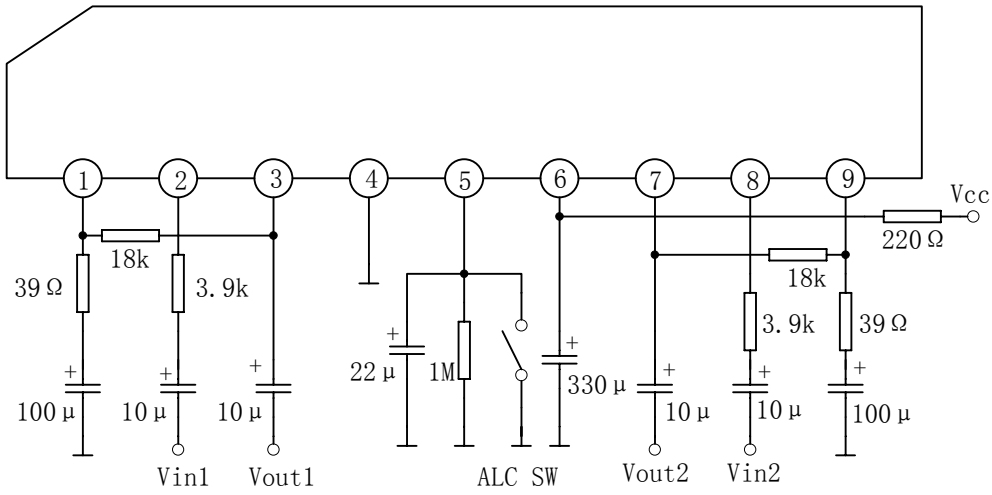 1 2 3 4 5 6 7 8 9
Vcc
220Ω
18k
18k
39Ω
3.9k
3.9k
39Ω
+
+
+
+
+
+
+
+
100μ
10μ
10μ
22μ
1M
330μ
10μ
10μ
100μ
Vin1
Vout1
ALC SW
Vout2
Vin2